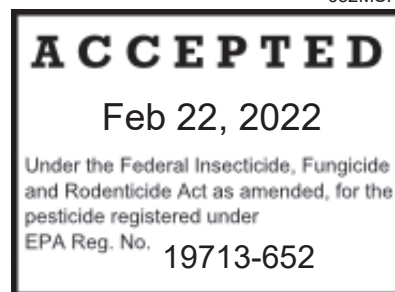 ACCEPTED
Feb 22, 2022
Under the Federal Insecticide, Fungicide
and Rodenticide Act as amended, for the
pesticide registered under
EPA Reg. No. 19713-652